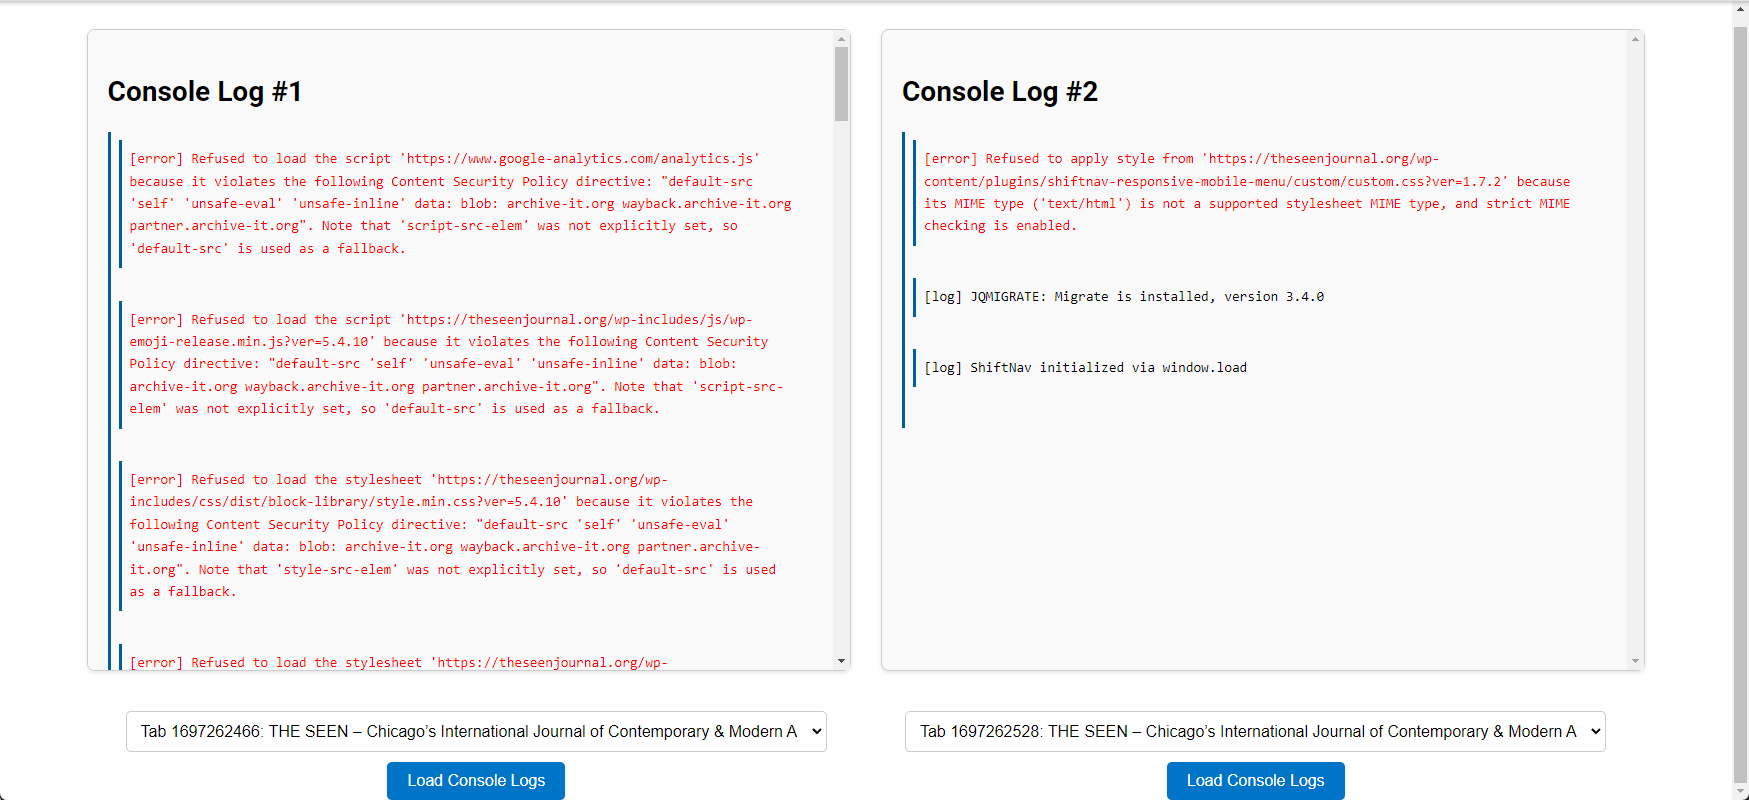 Console Log #1
[error] Refused to load the script 'https://www.google-analytics.com/analytics.js'
because it violates the following Content Security Policy directive: "default-src
'self' 'unsafe-eval' 'unsafe-inline' data: blob: archive-it.org wayback.archive-it.org
partner.archive-it.org". Note that 'script-src-elem' was not explicitly set, so
'default-src' is used as a fallback.
[error] Refused to load the script 'https://theseenjournal.org/wp-includes/js/wp-
emoji-release.min.js?ver=5.4.10' because it violates the following Content Security
Policy directive: "default-src 'self' 'unsafe-eval' 'unsafe-inline' data: blob:
archive-it.org wayback.archive-it.org partner.archive-it.org". Note that 'script-src-
elem' was not explicitly set, so 'default-src' is used as a fallback.
[error] Refused to load the stylesheet 'https://theseenjournal.org/wp-
includes/css/dist/block-library/style.min.css?ver=5.4.10' because it violates the
following Content Security Policy directive: "default-src 'self' 'unsafe-eval'
'unsafe-inline' data: blob: archive-it.org wayback.archive-it.org partner.archive-
it.org". Note that 'style-src-elem' was not explicitly set, so 'default-src' is used
as a fallback.
[error] Refused to load the stylesheet 'https://theseenjournal.org/wp-
Tab 1697262466: THE SEEN – Chicago’s International Journal of Contemporary & Modern A
Load Console Logs
Console Log #2
[error] Refused to apply style from 'https://theseenjournal.org/wp-
content/plugins/shiftnav-responsive-mobile-menu/custom/custom.css?ver=1.7.2' because
its MIME type ('text/html') is not a supported stylesheet MIME type, and strict MIME
checking is enabled.
[log] JQMIGRATE: Migrate is installed, version 3.4.0
[log] ShiftNav initialized via window.load
Tab 1697262528: THE SEEN – Chicago’s International Journal of Contemporary & Modern A
Load Console Logs